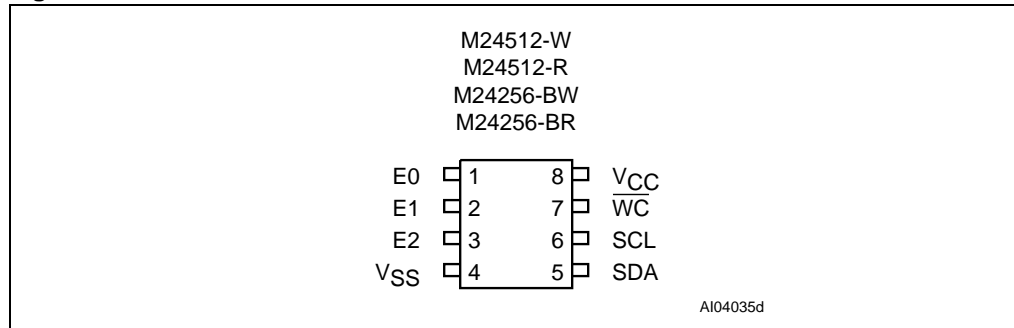 M24512-W
M24512-R
M24256-BW
M24256-BR
E0 1 8 VCC
E1 2 7 WC
E2 3 6 SCL
VSS 4 5 SDA
AI04035d